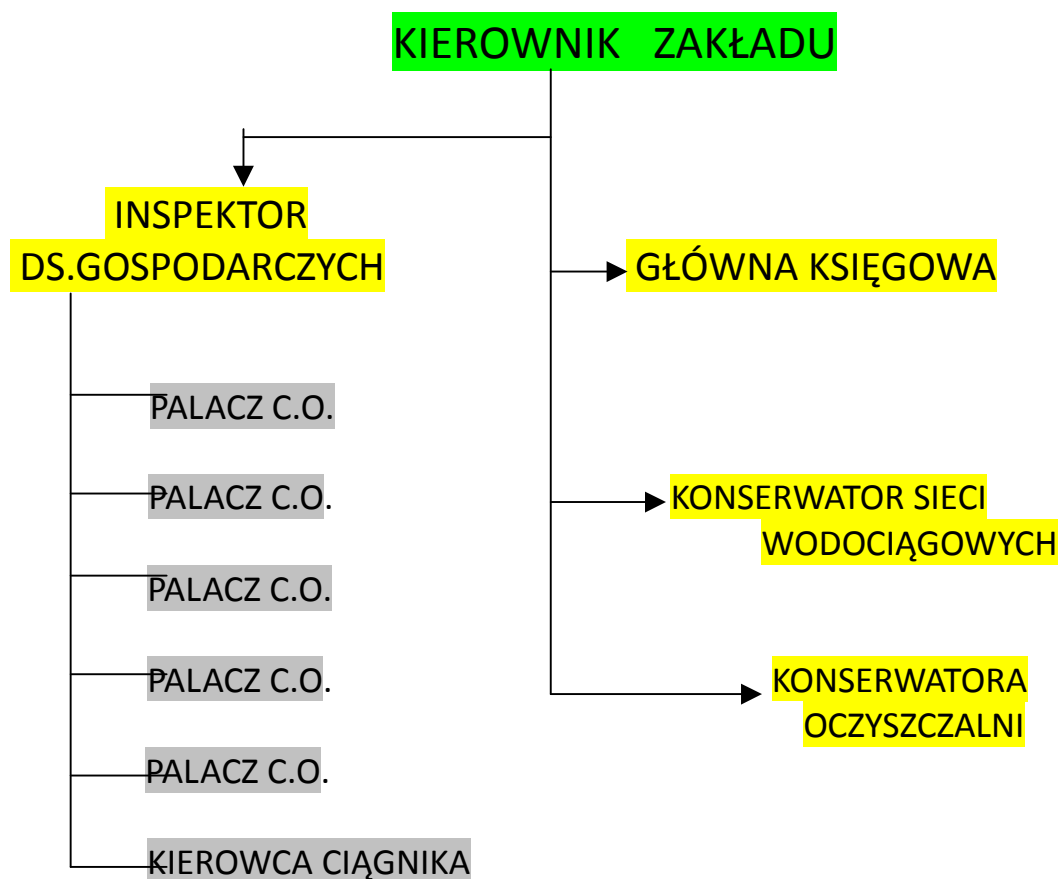 KIEROWNIK ZAKŁADU
INSPEKTOR
DS.GOSPODARCZYCH
GŁÓWNA KSIĘGOWA
PALACZ C.O.
PALACZ C.O.
PALACZ C.O.
PALACZ C.O.
PALACZ C.O.
KIEROWCA CIĄGNIKA
KONSERWATOR SIECI
WODOCIĄGOWYCH
KONSERWATORA
OCZYSZCZALNI